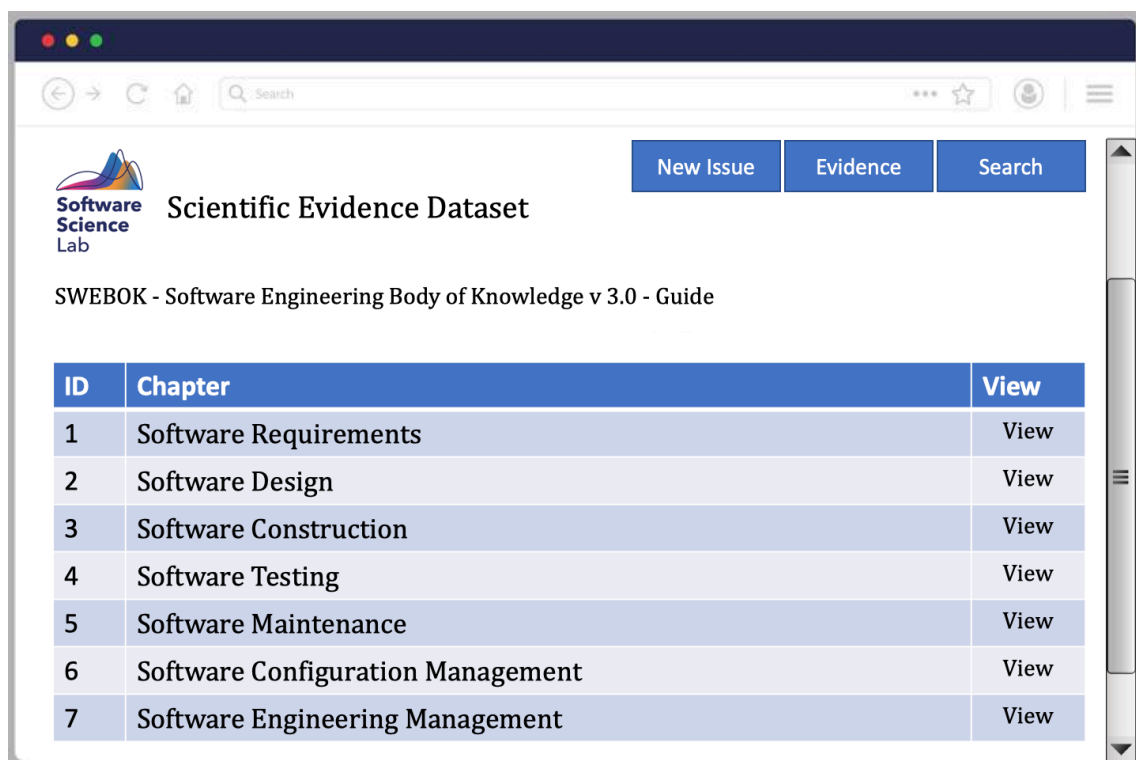 Search
New Issue Evidence Search
Software
Science
Lab
Scientific Evidence Dataset
SWEBOK - Software Engineering Body of Knowledge v 3.0 - Guide
ID Chapter View
1 Software Requirements View
2 Software Design View
3 Software Construction View
4 Software Testing View
5 Software Maintenance View
6 Software Configuration Management View
7 Software Engineering Management View